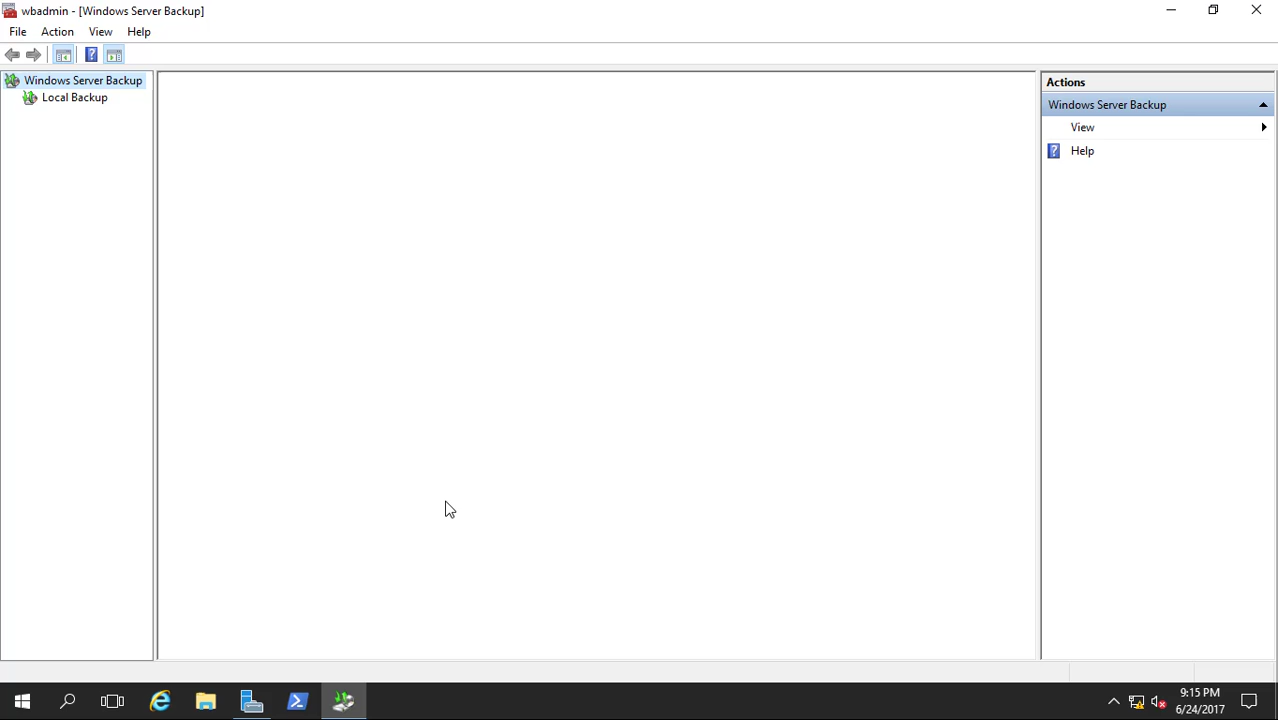 wbadmin - [Windows Server Backup]
File Action View Help
Windows Server Backup
Local Backup
Actions
Windows Server Backup
View
Help
9:15 PM
6/24/2017